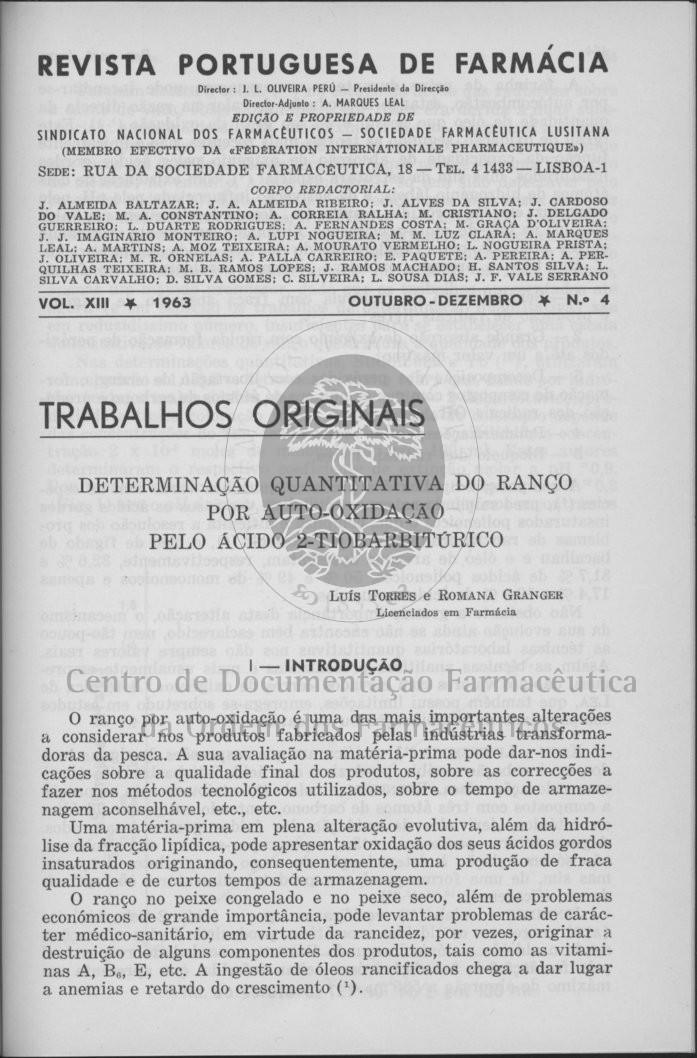 REVISTA PORTUGUESA DE FARMÁCIA
Director : J. L. OLIVEIRA PERÚ — Presidente da Direcção
Director-Adjunto : A. MARQUES LEAL
EDIÇÃO E PROPRIEDADE DE
SINDICATO NACIONAL DOS FARMACÊUTICOS — SOCIEDADE FARMACÊUTICA LUSITANA
(MEMBRO EFECTIVO DA «FÉDÉRATION INTERNATIONALE PHARMACEUTIQUE»)
SEDE: RUA DA SOCIEDADE FARMACÊUTICA, 18 — TEL. 4 1433 — LISBOA-1
CORPO REDACTORIAL:
J. ALMEIDA BALTAZAR; J. A. ALMEIDA RIBEIRO; J. ALVES DA SILVA; J. CARDOSO
DO VALE; M. A. CONSTANTINO; A. CORREIA RALHA; M. CRISTIANO; J. DELGADO
GUERREIRO; L. DUARTE RODRIGUES; A. FERNANDES COSTA; M. GRAÇA D'OLIVEIRA;
J. J. IMAGINÁRIO MONTEIRO; A. LUPI NOGUEIRA; M. M. LUZ CLARA; A. MARQUES
LEAL; A. MARTINS; A. MOZ TEIXEIRA; A. MOURATO VERMELHO; L. NOGUEIRA PRISTA;
J. OLIVEIRA; M. R. ORNELAS; A. PALLA CARREIRO; E. PAQUETE; A. PEREIRA; A. PER-
QUILHAS TEIXEIRA; M. B. RAMOS LOPES; J. RAMOS MACHADO; H. SANTOS SILVA; L.
SILVA CARVALHO; D. SILVA GOMES; C. SILVEIRA; L. SOUSA DIAS; J. F. VALE SERRANO
VOL. XIII ★ 1963 OUTUBRO - DEZEMBRO ★ N.º 4
TRABALHOS ORIGINAIS
DETERMINAÇÃO QUANTITATIVA DO RANÇO
POR AUTO-OXIDAÇÃO
PELO ÁCIDO 2-TIOBARBITÚRICO
LUÍS TORRES e ROMANA GRANGER
Licenciados em Farmácia
I — INTRODUÇÃO
Centro de Documentação Farmacêutica
da Ordem dos Farmacêuticos
O ranço por auto-oxidação é uma das mais importantes alterações
a considerar nos produtos fabricados pelas indústrias transforma-
doras da pesca. A sua avaliação na matéria-prima pode dar-nos indi-
cações sobre a qualidade final dos produtos, sobre as correcções a
fazer nos métodos tecnológicos utilizados, sobre o tempo de armaze-
nagem aconselhável, etc., etc.
Uma matéria-prima em plena alteração evolutiva, além da hidró-
lise da fracção lipídica, pode apresentar oxidação dos seus ácidos gordos
insaturados originando, consequentemente, uma produção de fraca
qualidade e de curtos tempos de armazenagem.
O ranço no peixe congelado e no peixe seco, além de problemas
económicos de grande importância, pode levantar problemas de carác-
ter médico-sanitário, em virtude da rancidez, por vezes, originar a
destruição de alguns componentes dos produtos, tais como as vitami-
nas A, B₆, E, etc. A ingestão de óleos rancificados chega a dar lugar
a anemias e retardo do crescimento (¹).